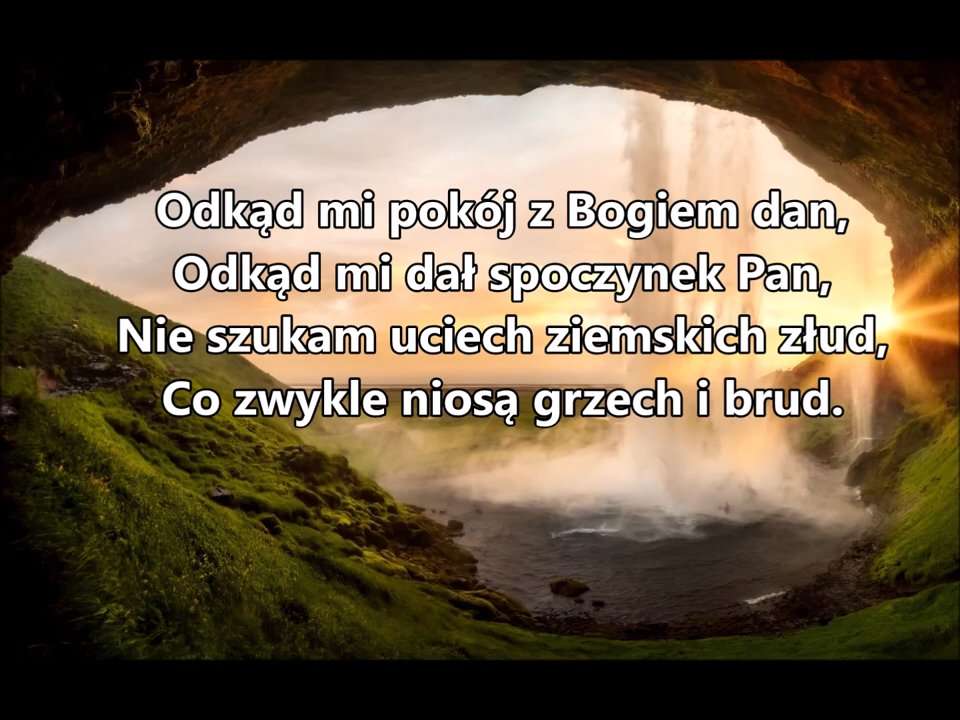 Odkąd mi pokój z Bogiem dan,
Odkąd mi dał spoczynek Pan,
Nie szukam uciech ziemskich złud,
Co zwykle niosą grzech i brud.